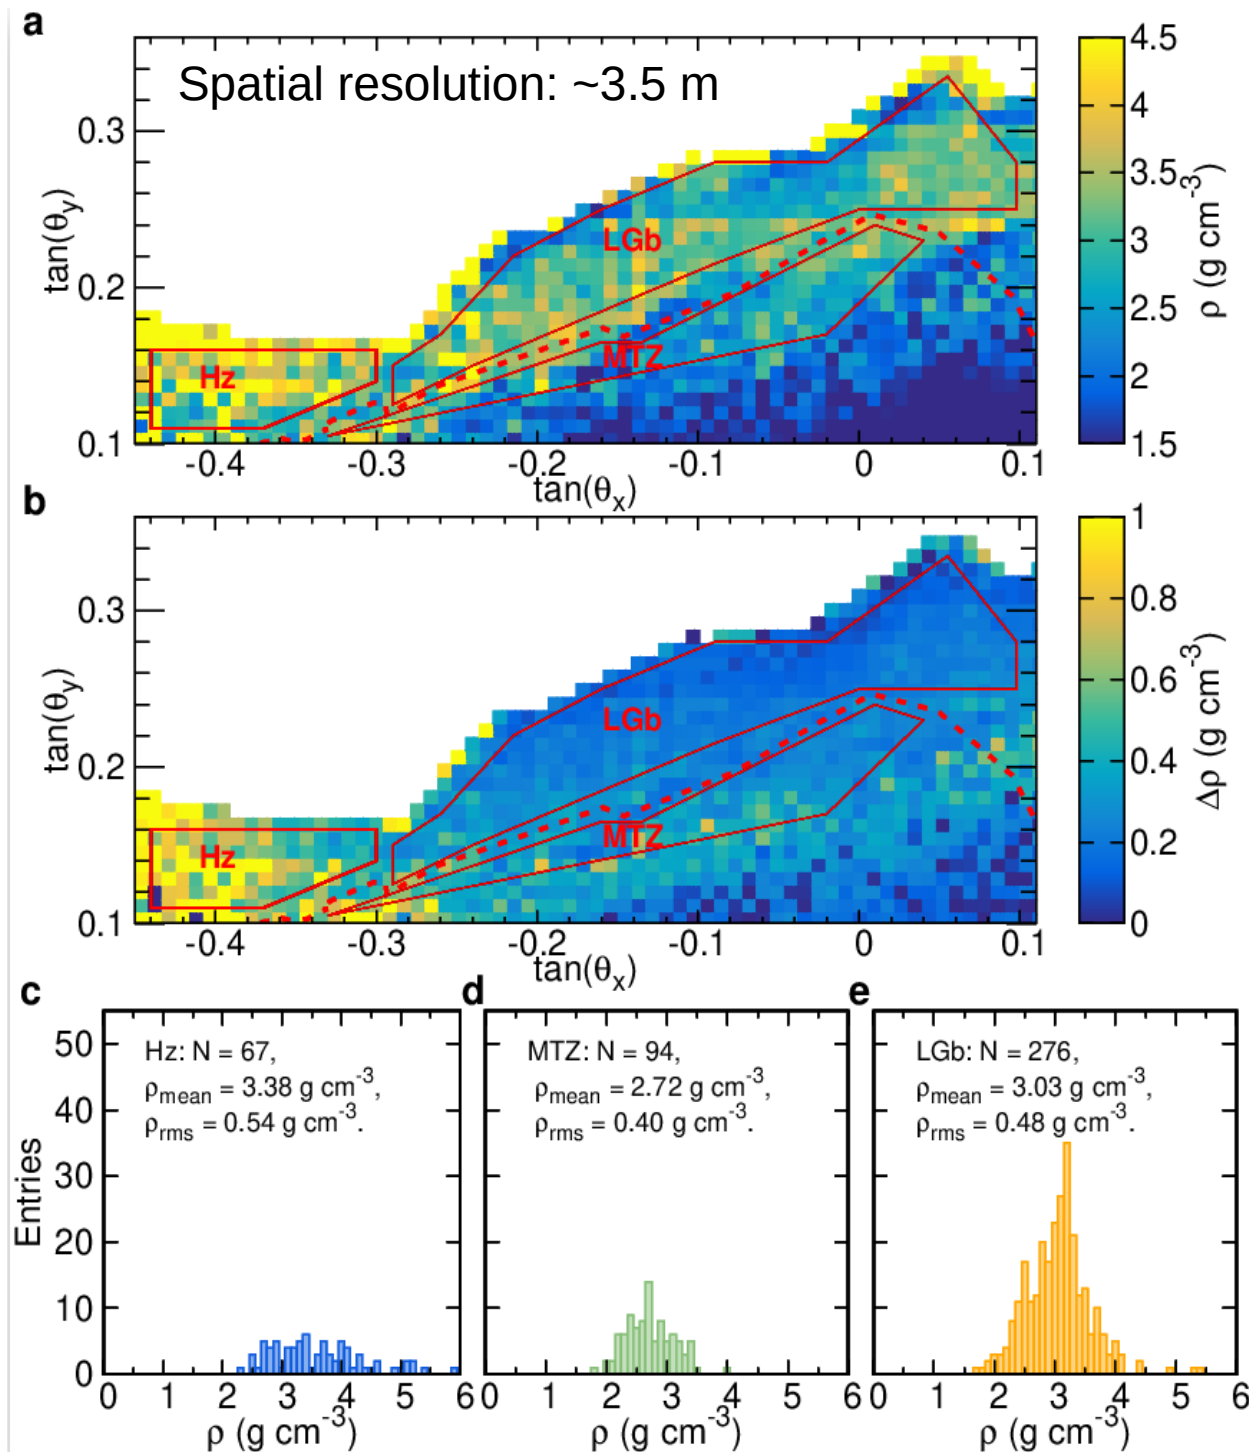 a
Spatial resolution: ~3.5 m
tan(θy)
0.3
0.2
0.1
LGb
MTZ
Hz
-0.4 -0.3 -0.2 -0.1 0 0.1
tan(θx)
4.5
4
3.5
3
2.5
2
1.5
ρ (g cm-3)
b
tan(θy)
0.3
0.2
0.1
LGb
MTZ
Hz
-0.4 -0.3 -0.2 -0.1 0 0.1
tan(θx)
1
0.8
0.6
0.4
0.2
0
Δρ (g cm-3)
c
Entries
50
40
30
20
10
0
Hz: N = 67,
ρmean = 3.38 g cm-3,
ρrms = 0.54 g cm-3.
0 1 2 3 4 5 6
ρ (g cm-3)
d
MTZ: N = 94,
ρmean = 2.72 g cm-3,
ρrms = 0.40 g cm-3.
0 1 2 3 4 5 6
ρ (g cm-3)
e
LGb: N = 276,
ρmean = 3.03 g cm-3,
ρrms = 0.48 g cm-3.
0 1 2 3 4 5 6
ρ (g cm-3)